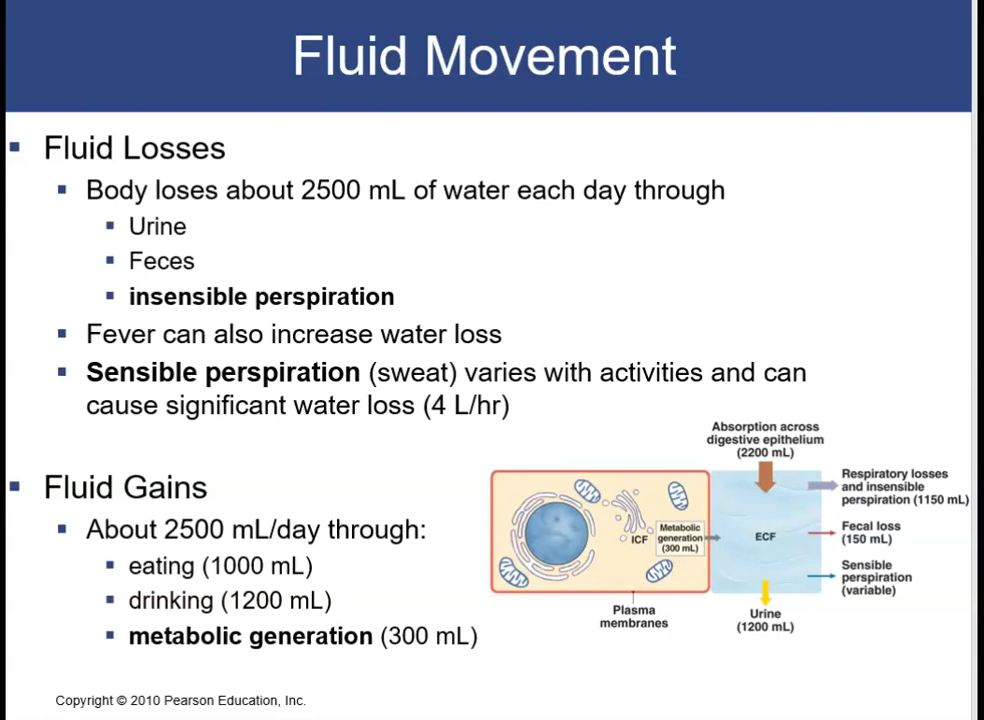 Fluid Movement
Fluid Losses
Body loses about 2500 mL of water each day through
Urine
Feces
insensible perspiration
Fever can also increase water loss
Sensible perspiration (sweat) varies with activities and can
cause significant water loss (4 L/hr)
Fluid Gains
About 2500 mL/day through:
eating (1000 mL)
drinking (1200 mL)
metabolic generation (300 mL)
Absorption across
digestive epithelium
(2200 mL)
Respiratory losses
and insensible
perspiration (1150 mL)
Metabolic
generation
(300 mL)
ICF
ECF
Fecal loss
(150 mL)
Sensible
perspiration
(variable)
Plasma
membranes
Urine
(1200 mL)
Copyright © 2010 Pearson Education, Inc.